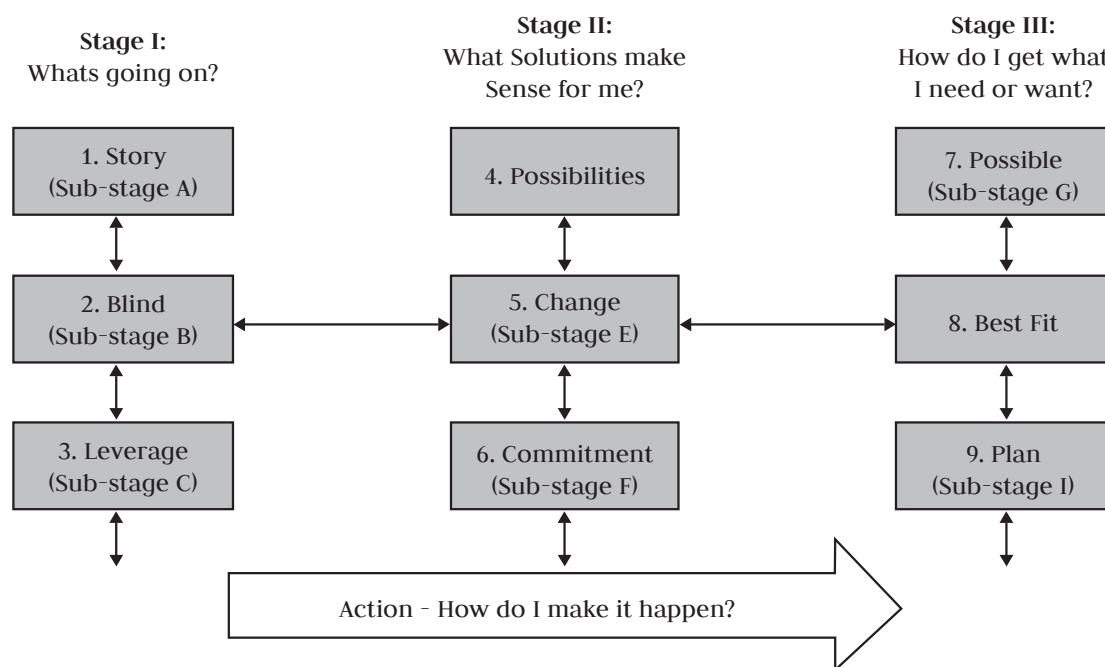 Stage I:
Whats going on?
Stage II:
What Solutions make
Sense for me?
Stage III:
How do I get what
I need or want?
1. Story
(Sub-stage A)
4. Possibilities
7. Possible
(Sub-stage G)
2. Blind
(Sub-stage B)
5. Change
(Sub-stage E)
8. Best Fit
3. Leverage
(Sub-stage C)
6. Commitment
(Sub-stage F)
9. Plan
(Sub-stage I)
Action - How do I make it happen?